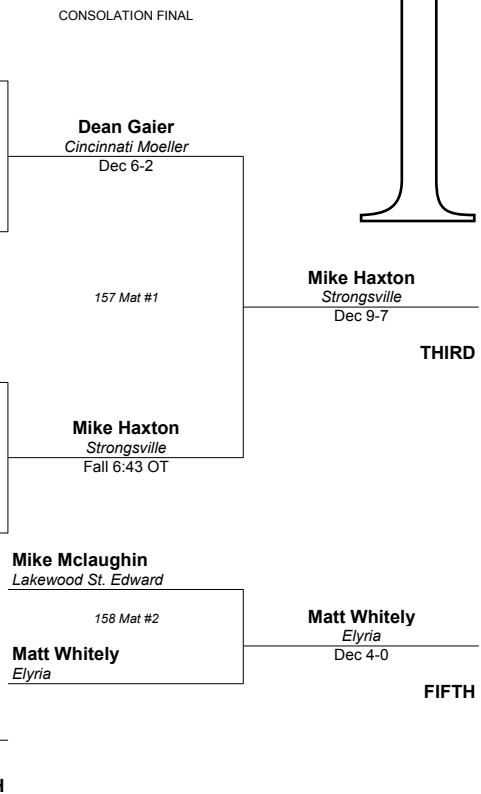 CONSOLATION FINAL
Dean Gaier
Cincinnati Moeller
Dec 6-2
157 Mat #1
Mike Haxton
Strongsville
Dec 9-7
THIRD
Mike Haxton
Strongsville
Fall 6:43 OT
Mike Mclaughin
Lakewood St. Edward
158 Mat #2
Matt Whitely
Elyria
Dec 4-0
Matt Whitely
Elyria
FIFTH